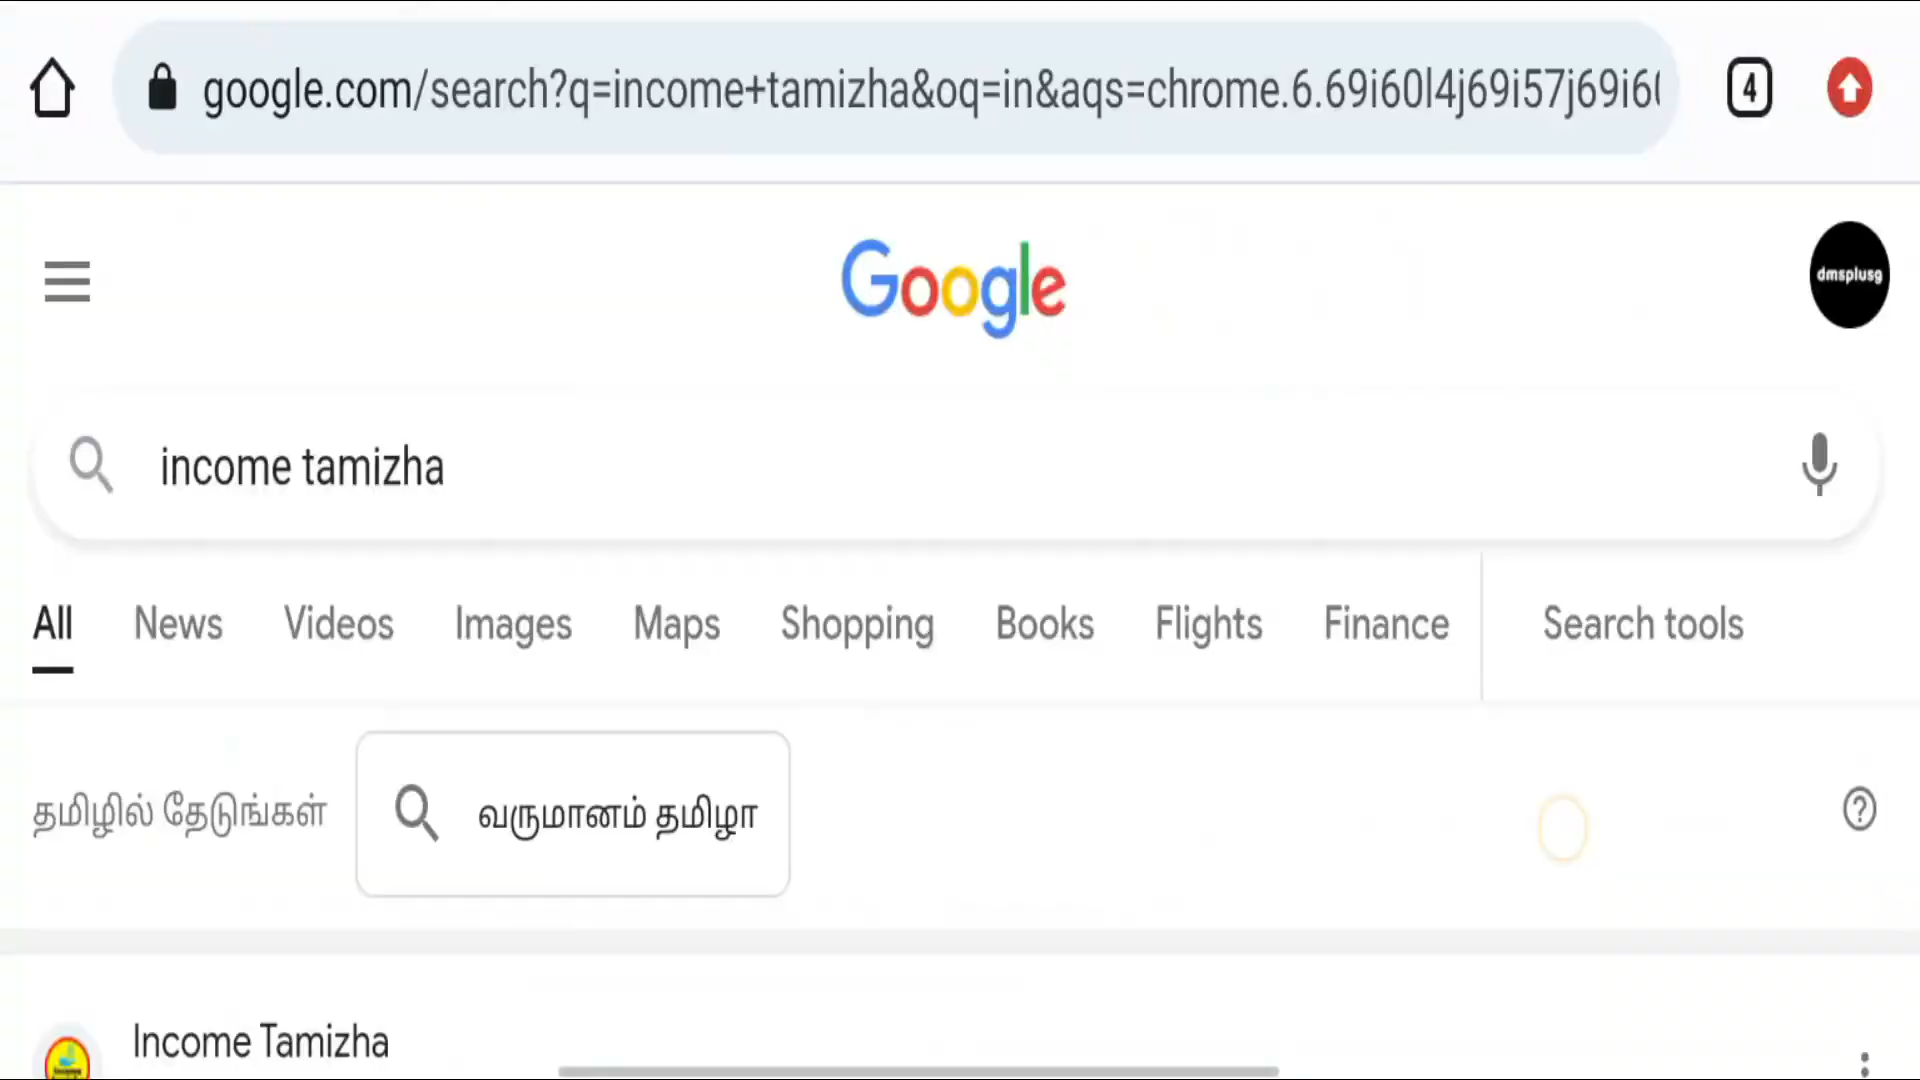 google.com/search?q=income+tamizha&oq=in&aqs=chrome.6.69i60l4j69i57j69i60
4
Google
dmsplusg
income tamizha
All News Videos Images Maps Shopping Books Flights Finance Search tools
தமிழில் தேடுங்கள் வருமானம் தமிழா
Income Tamizha